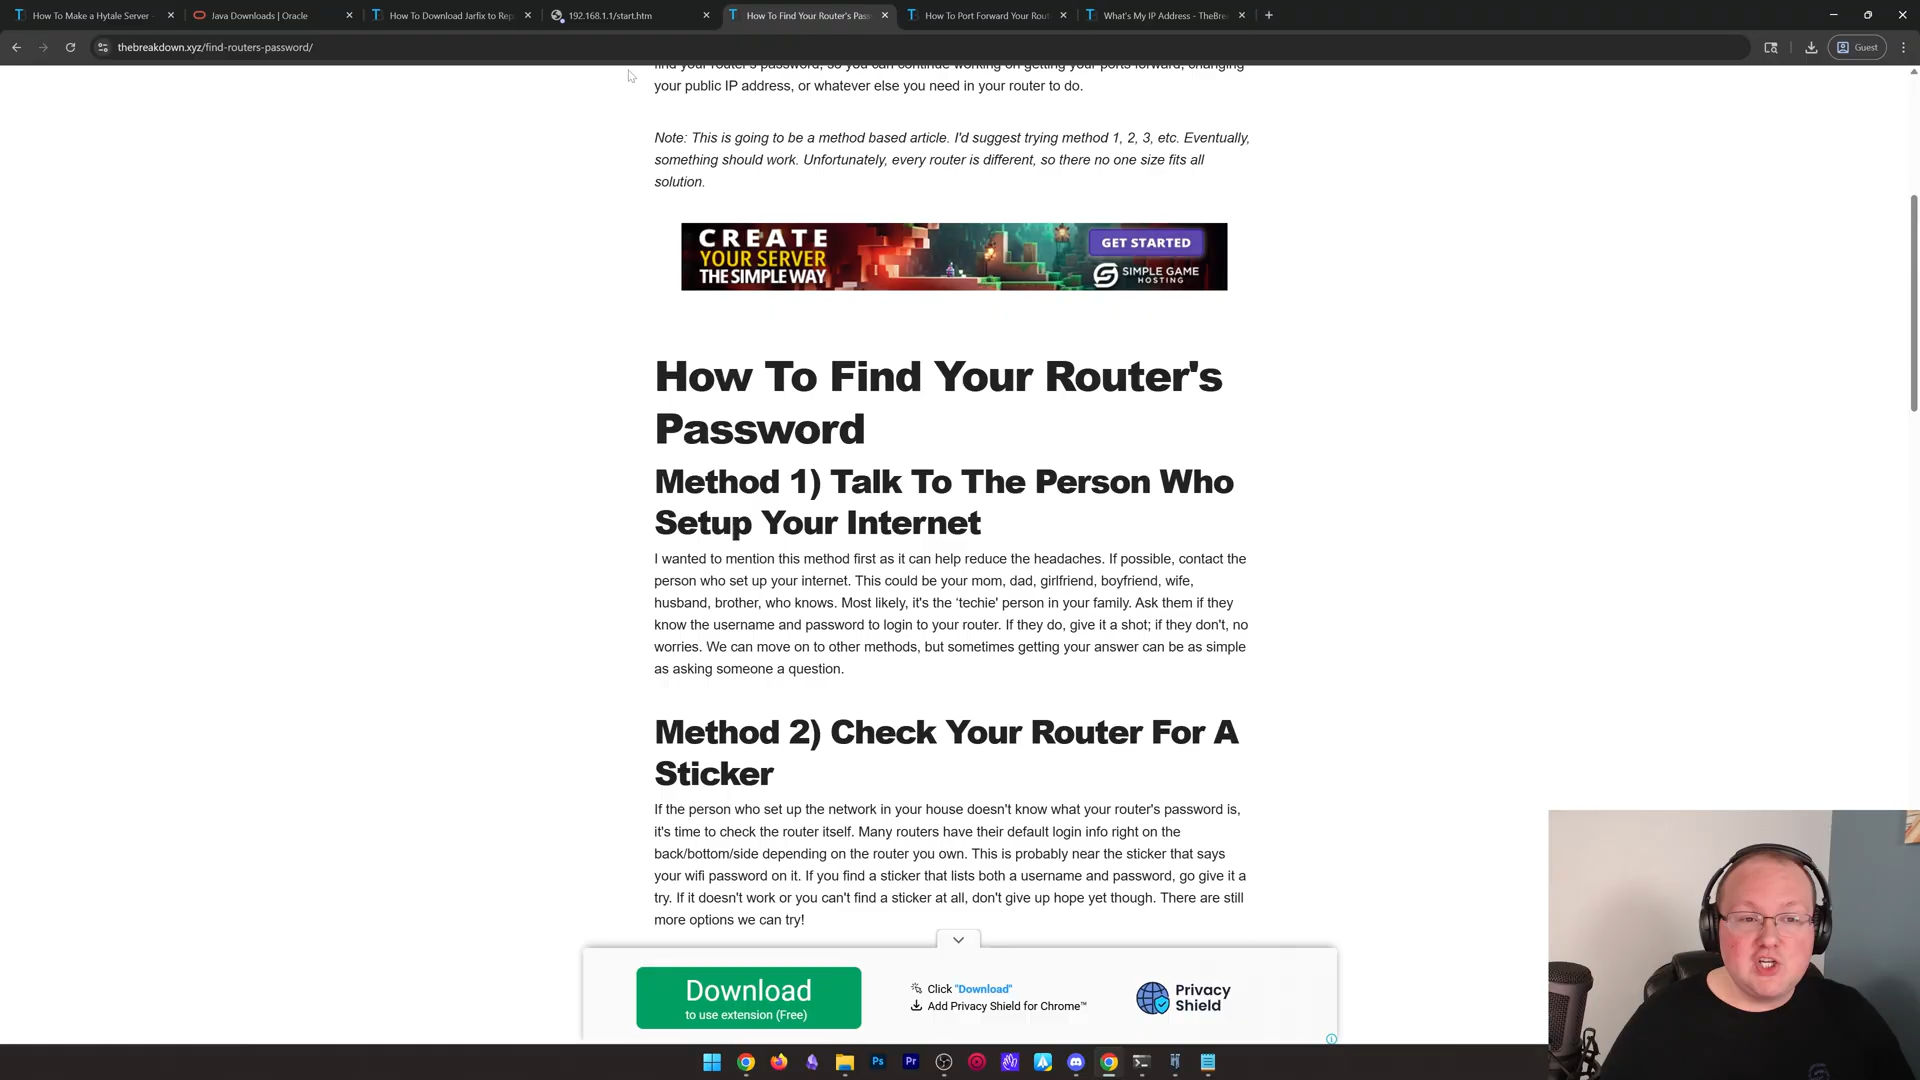 How To Make a Hytale Server
Java Downloads | Oracle
How To Download Jarfix to Rep
192.168.1.1/start.htm
How To Find Your Router's Pass
How To Port Forward Your Rout
What's My IP Address - TheBre
thebreakdown.xyz/find-routers-password/
Guest
find your router's password, so you can continue working on getting your ports forward, changing
your public IP address, or whatever else you need in your router to do.
Note: This is going to be a method based article. I'd suggest trying method 1, 2, 3, etc. Eventually,
something should work. Unfortunately, every router is different, so there no one size fits all
solution.
CREATE
YOUR SERVER
THE SIMPLE WAY
GET STARTED
SIMPLE GAME
HOSTING
How To Find Your Router's
Password
Method 1) Talk To The Person Who
Setup Your Internet
I wanted to mention this method first as it can help reduce the headaches. If possible, contact the
person who set up your internet. This could be your mom, dad, girlfriend, boyfriend, wife,
husband, brother, who knows. Most likely, it's the ‘techie' person in your family. Ask them if they
know the username and password to login to your router. If they do, give it a shot; if they don't, no
worries. We can move on to other methods, but sometimes getting your answer can be as simple
as asking someone a question.
Method 2) Check Your Router For A
Sticker
If the person who set up the network in your house doesn't know what your router's password is,
it's time to check the router itself. Many routers have their default login info right on the
back/bottom/side depending on the router you own. This is probably near the sticker that says
your wifi password on it. If you find a sticker that lists both a username and password, go give it a
try. If it doesn't work or you can't find a sticker at all, don't give up hope yet though. There are still
more options we can try!
Download
to use extension (Free)
Click "Download"
Add Privacy Shield for Chrome™
Privacy
Shield
Ps
Pr